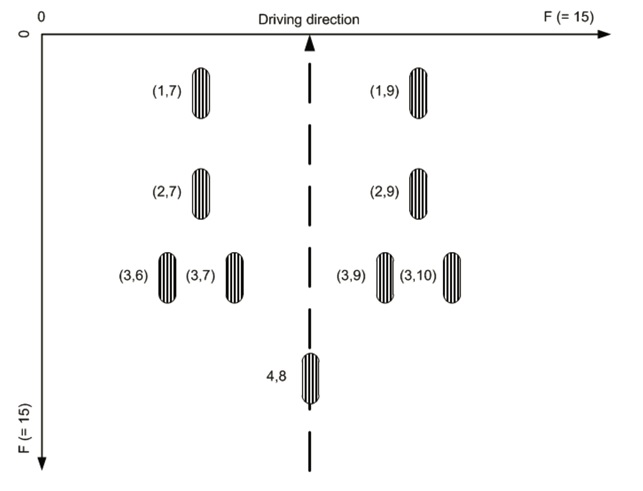 0 Driving direction F (= 15)
0
(1,7) (1,9)
(2,7) (2,9)
(3,6) (3,7) (3,9) (3,10)
4,8
F (= 15)